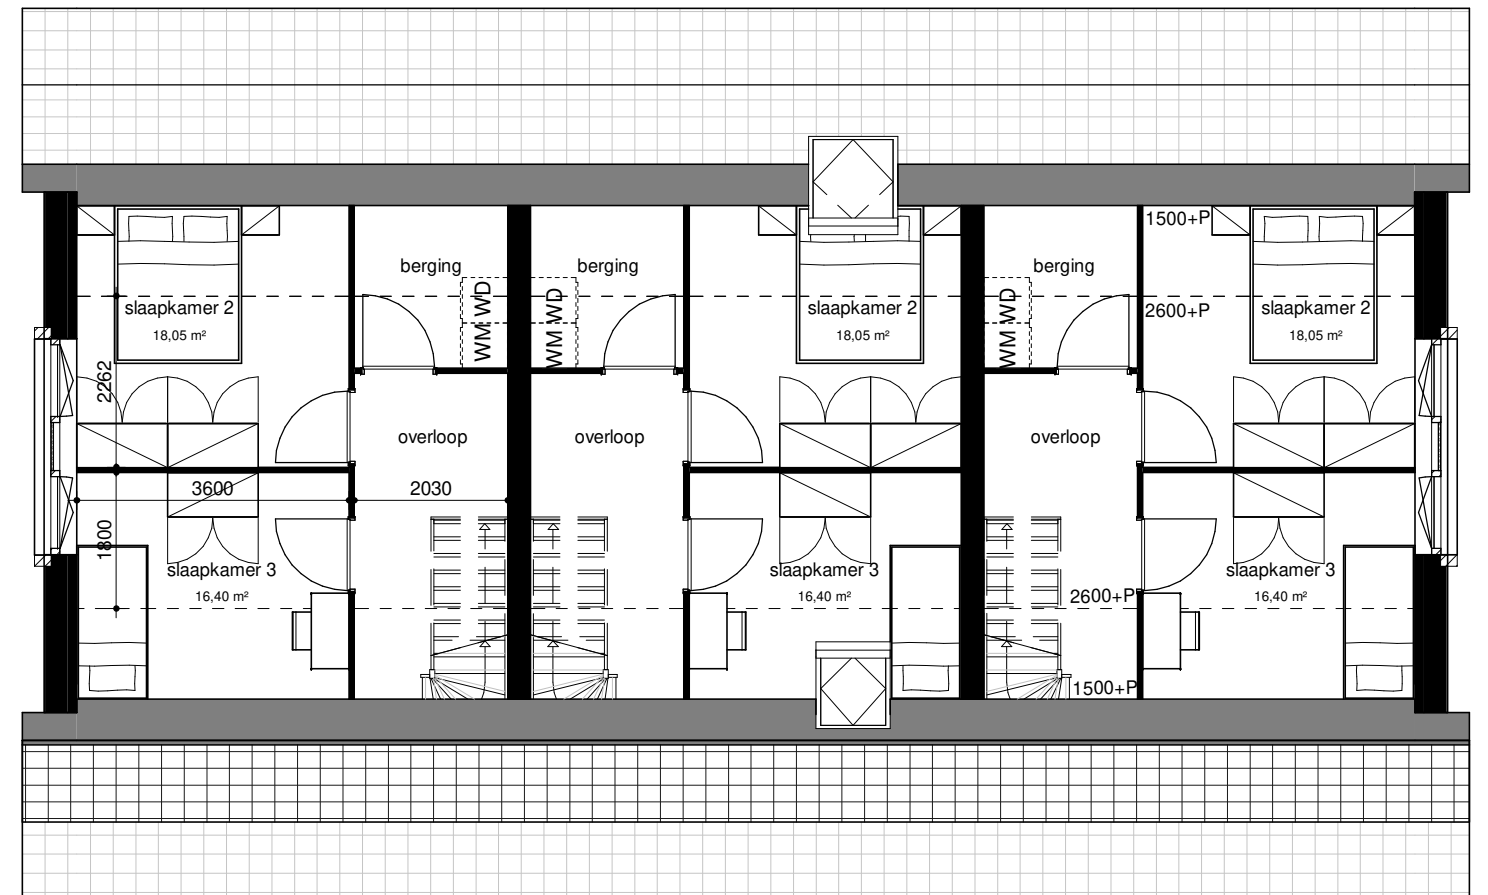 1500+P
berging
berging
berging
WM WD
WM WD
WM WD
slaapkamer 2
18,05 m²
slaapkamer 2
18,05 m²
2600+P
slaapkamer 2
18,05 m²
2262
overloop
overloop
overloop
3600
2030
1800
slaapkamer 3
16,40 m²
slaapkamer 3
16,40 m²
slaapkamer 3
16,40 m²
2600+P
1500+P